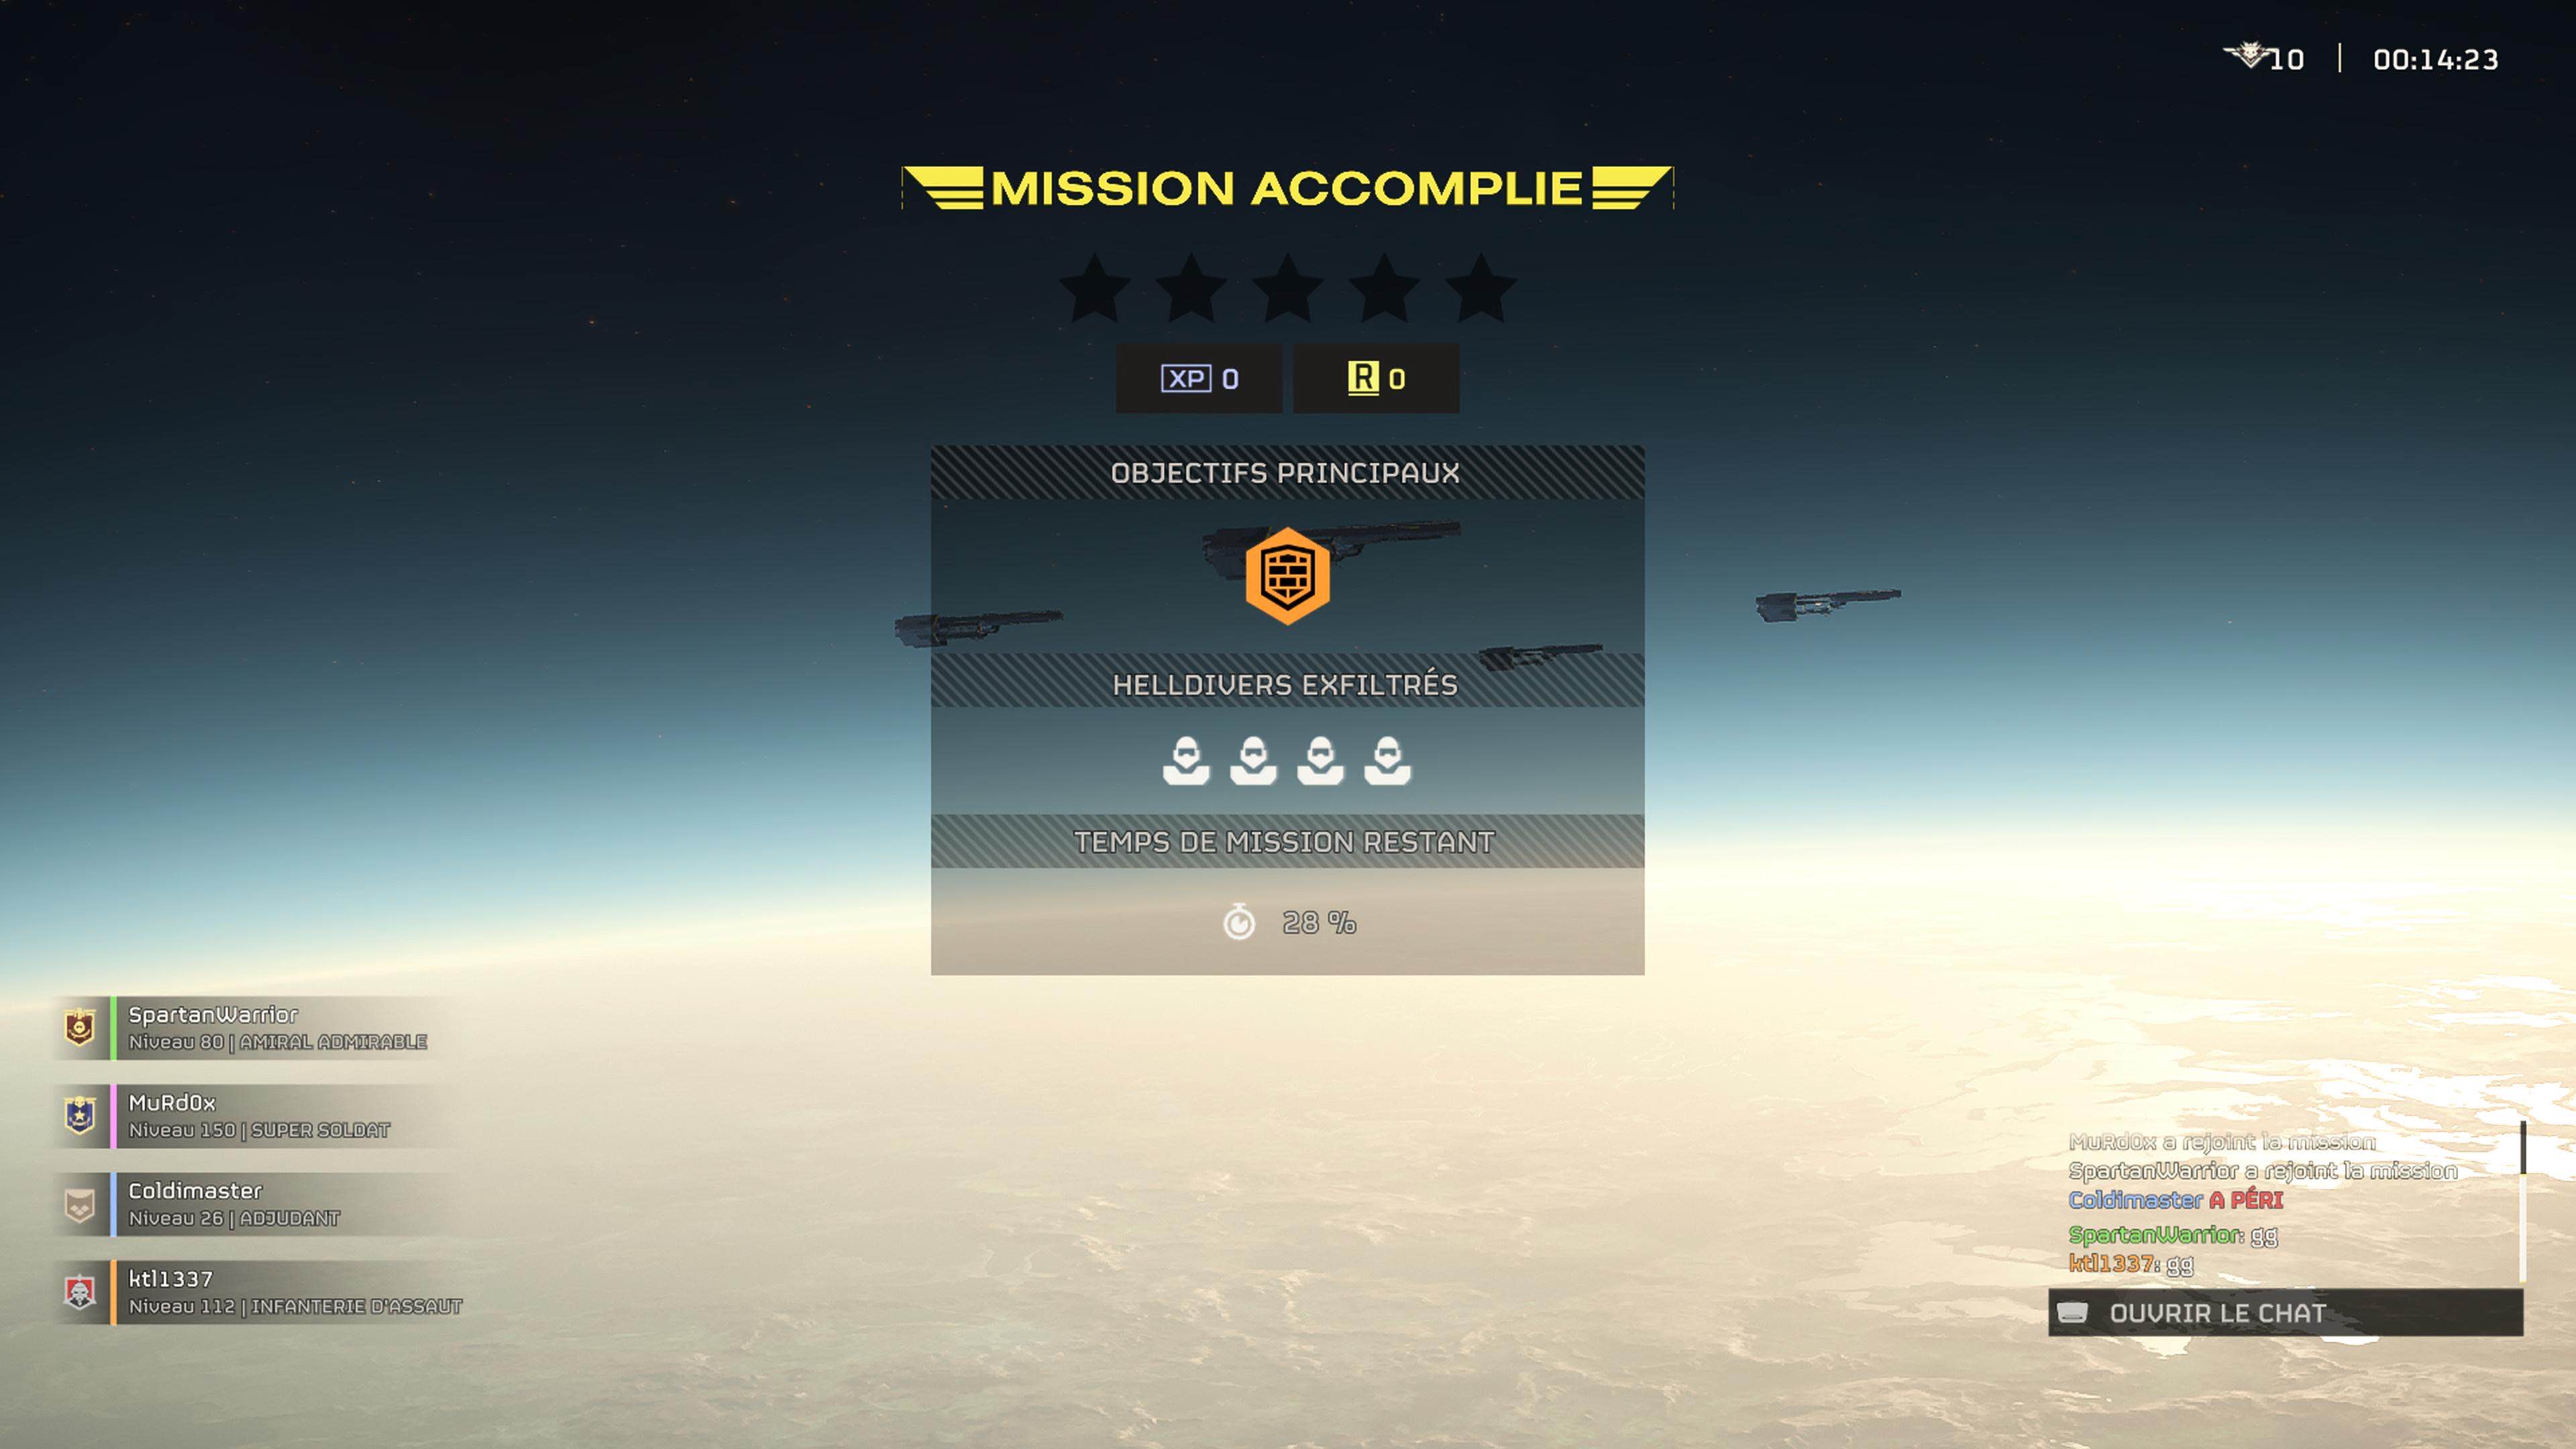 10 | 00:14:23
MISSION ACCOMPLIE
XP 0
R 0
OBJECTIFS PRINCIPAUX
HELLDIVERS EXFILTRÉS
TEMPS DE MISSION RESTANT
28 %
SpartanWarrior
Niveau 80 | AMIRAL ADMIRABLE
MuRd0x
Niveau 150 | SUPER SOLDAT
Coldimaster
Niveau 26 | ADJUDANT
ktl1337
Niveau 112 | INFANTERIE D'ASSAUT
MuRd0x a rejoint la mission
SpartanWarrior a rejoint la mission
Coldimaster A PÉRI
SpartanWarrior: gg
ktl1337: gg
OUVRIR LE CHAT